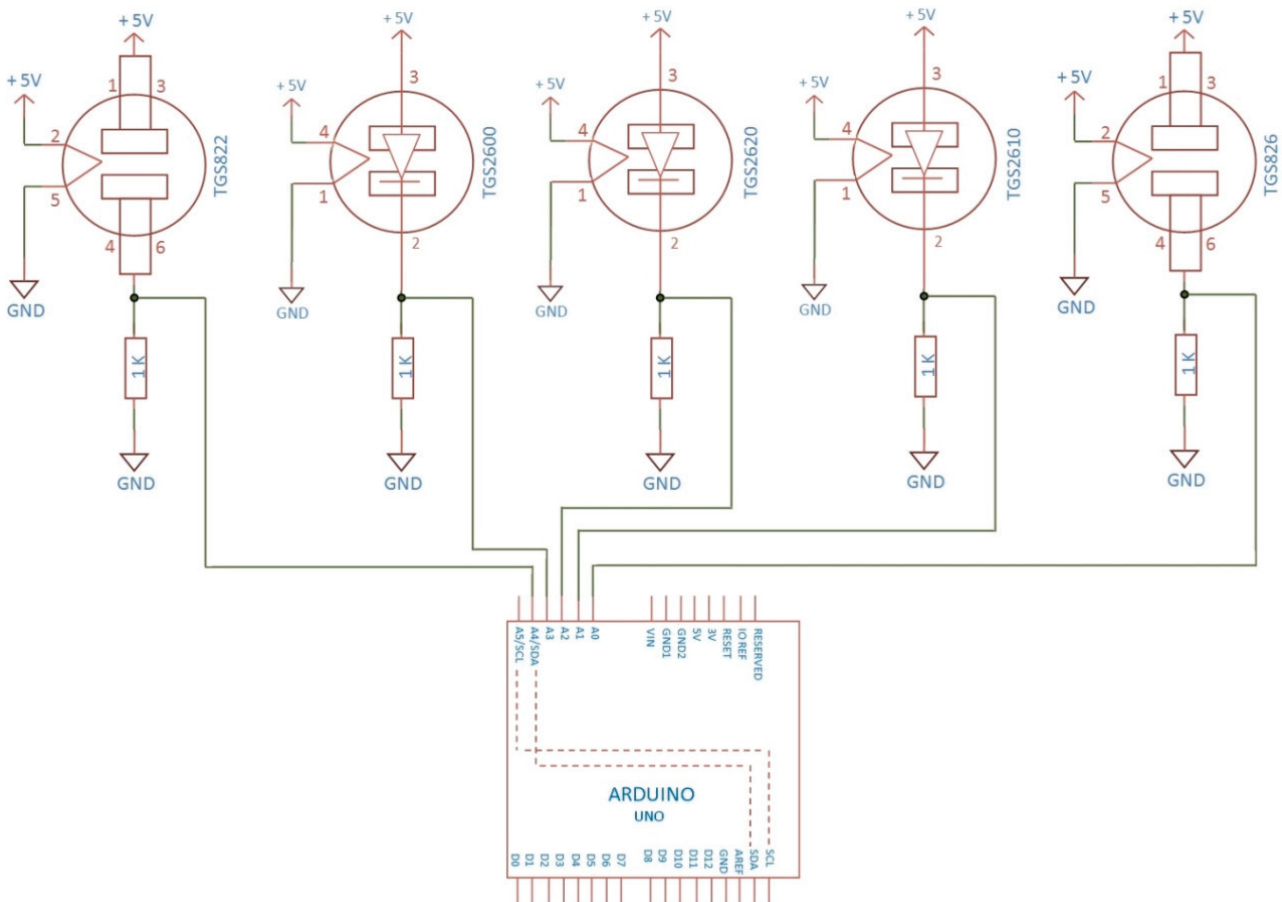 +5V
1
3
+5V
2
5
4
6
TGS822
GND
1K
GND
+5V
3
+5V
4
1
2
TGS2600
GND
1K
GND
+5V
3
+5V
4
1
2
TGS2620
GND
1K
GND
+5V
3
+5V
4
1
2
TGS2610
GND
1K
GND
+5V
1
3
+5V
2
5
4
6
TGS826
GND
1K
GND
A5/SCL
A4/SDA
A3
A2
A1
A0
VIN
GND1
GND2
5V
3V
RESET
IO REF
RESERVED
ARDUINO
UNO
D0
D1
D2
D3
D4
D5
D6
D7
D8
D9
D10
D11
D12
GND
AREF
SDA
SCL